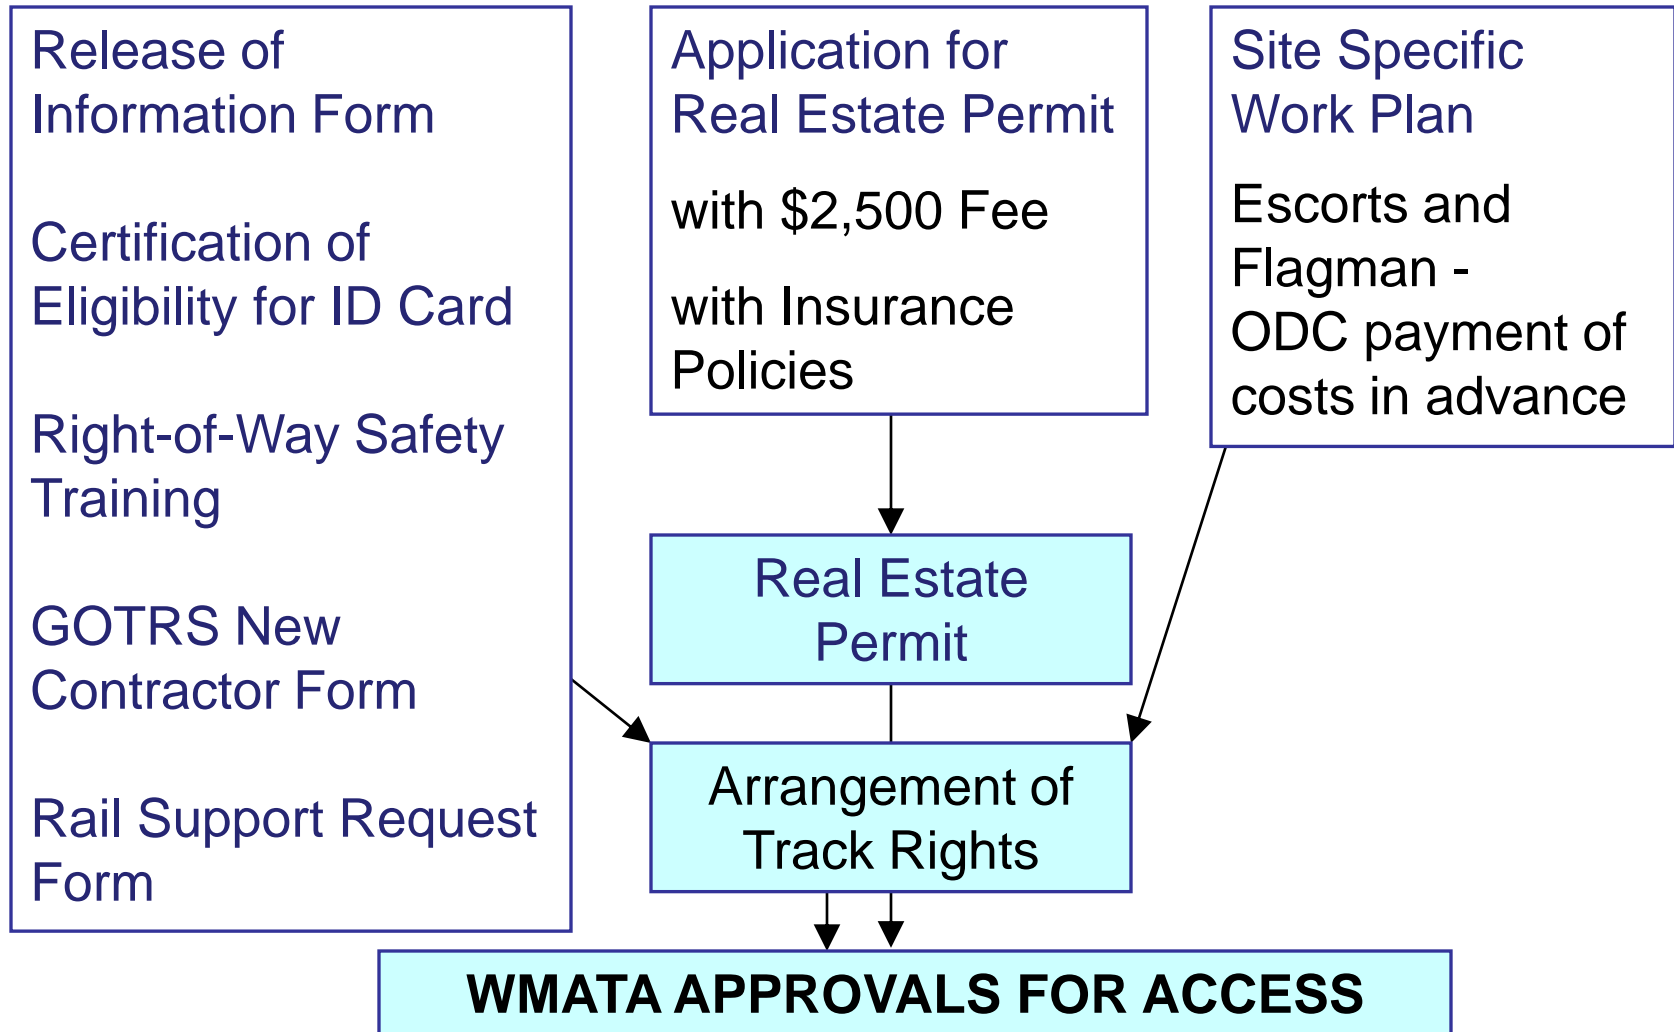 Release of
Information Form
Certification of
Eligibility for ID Card
Right-of-Way Safety
Training
GOTRS New
Contractor Form
Rail Support Request
Form
Application for
Real Estate Permit
with $2,500 Fee
with Insurance
Policies
Site Specific
Work Plan
Escorts and
Flagman -
ODC payment of
costs in advance
Real Estate
Permit
Arrangement of
Track Rights
WMATA APPROVALS FOR ACCESS